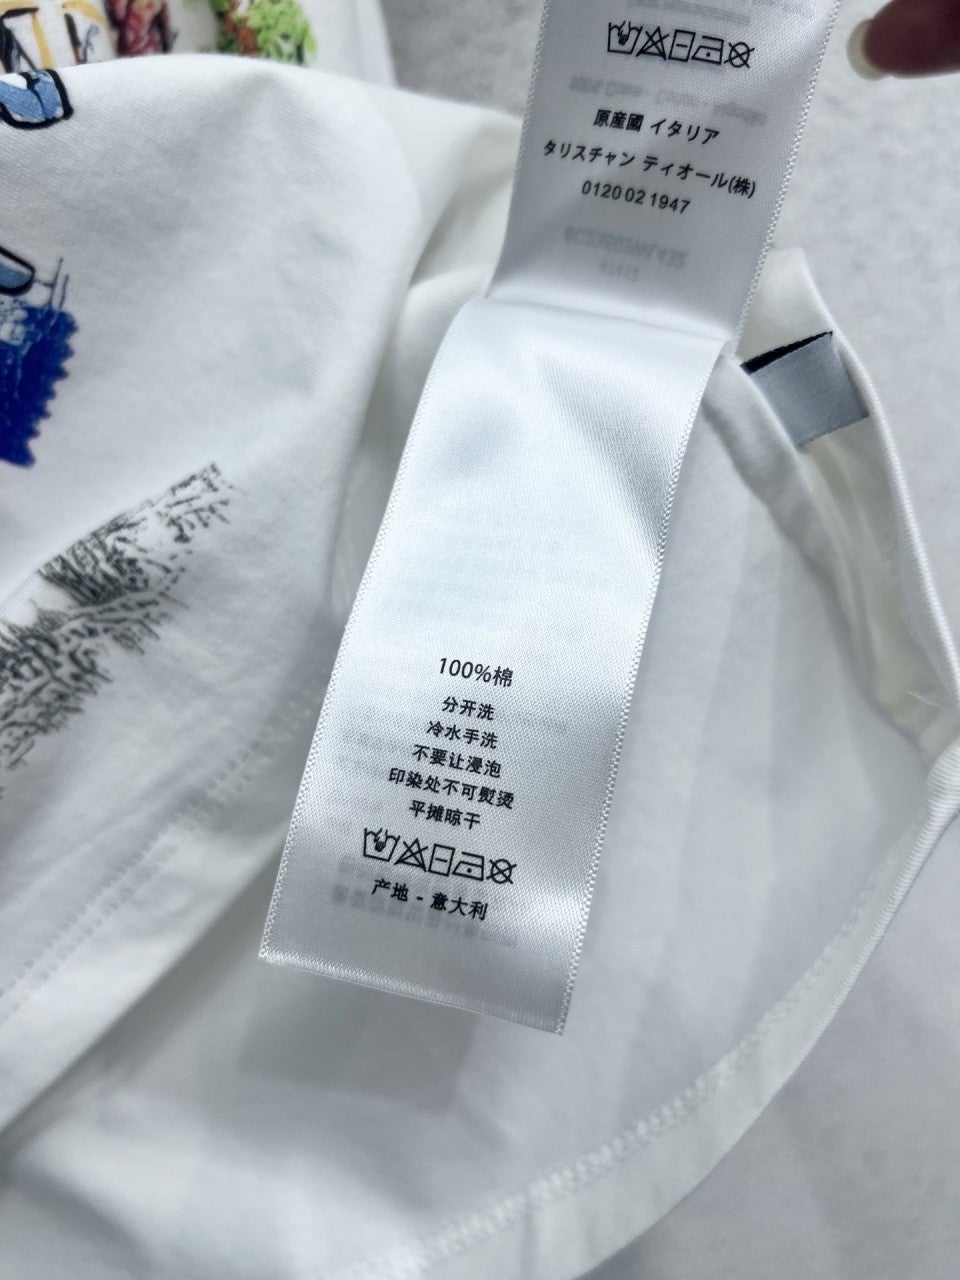 原産國 イタリア
タリスチャン ティオール(株)
0120 02 1947
100%棉
分开洗
冷水手洗
不要让浸泡
印染处不可熨烫
平摊晾干
产地 - 意大利